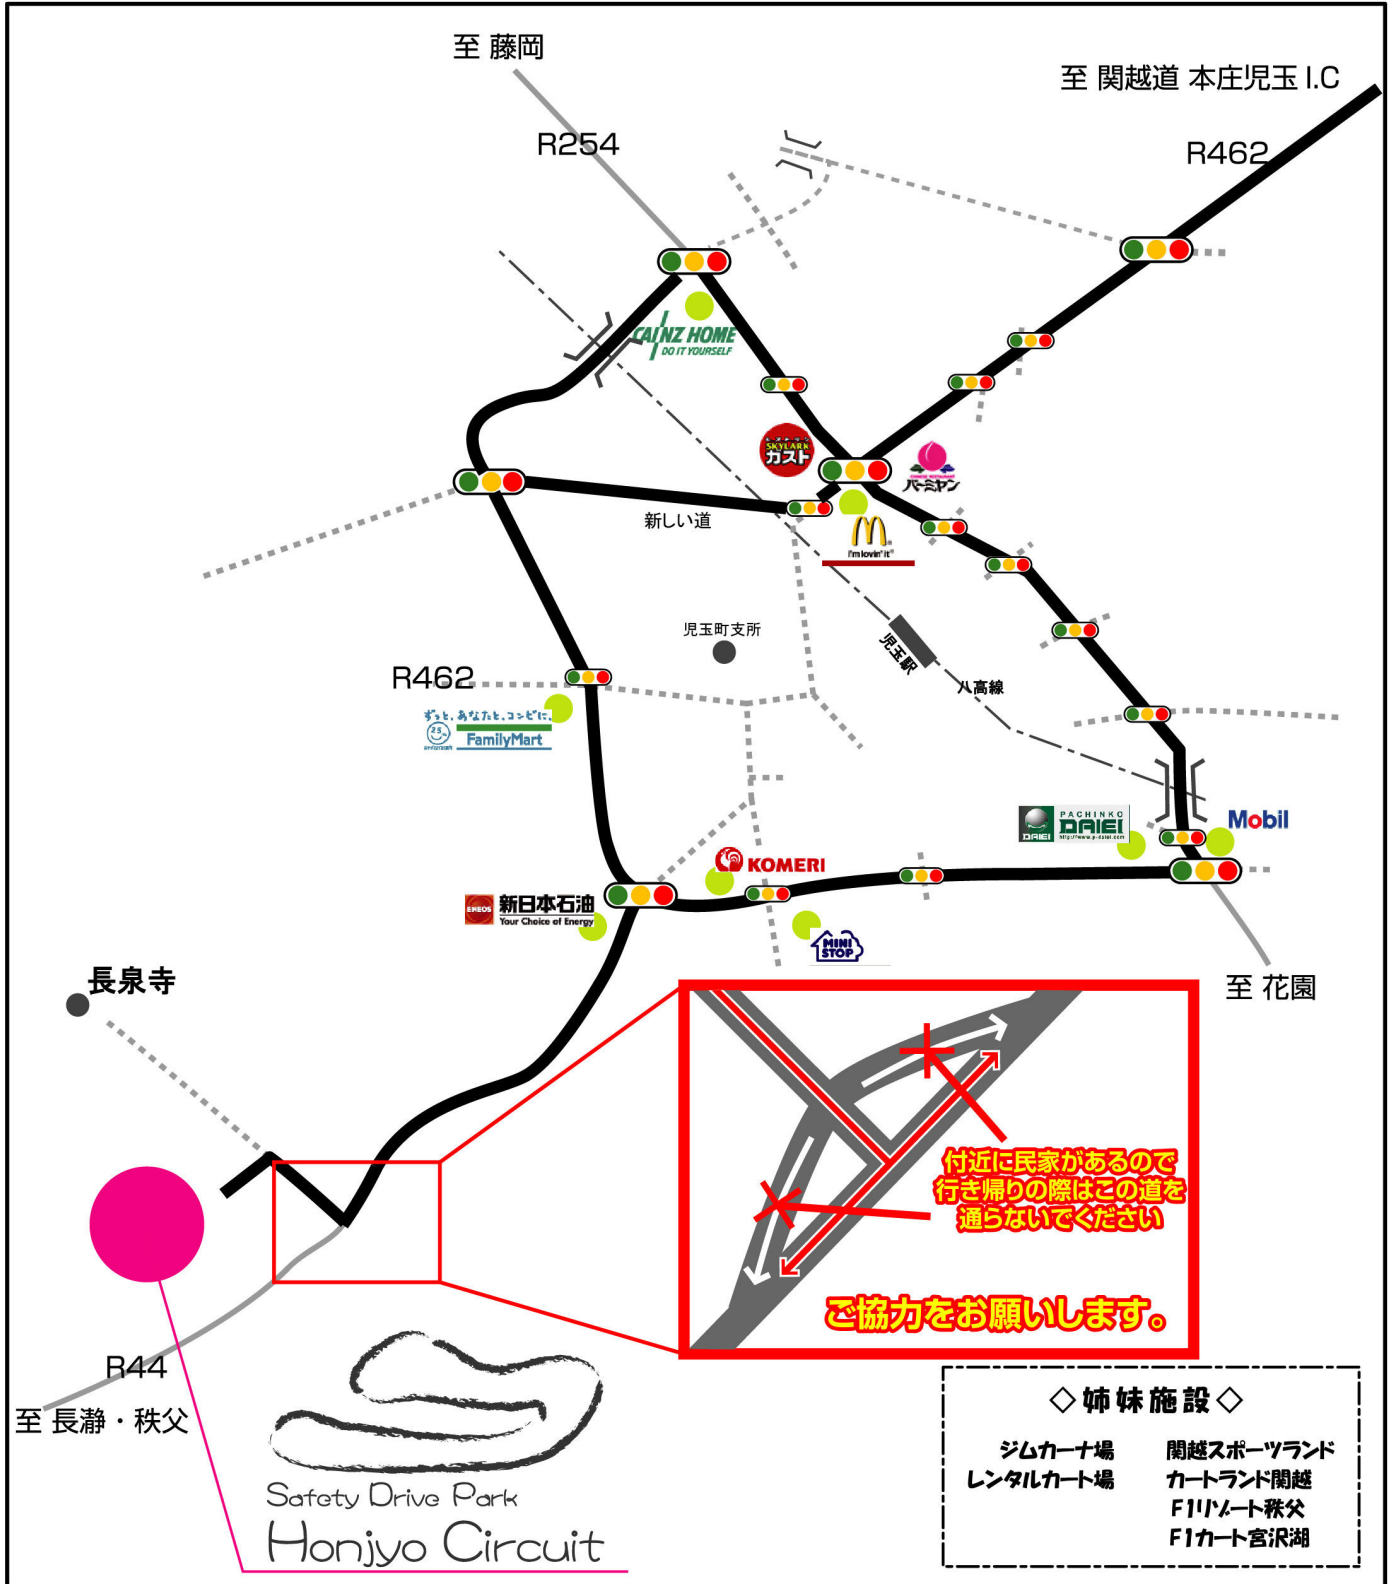 至 藤岡
至 関越道 本庄児玉 I.C
R254
R462
CAINZ HOME
DO IT YOURSELF
SKYLARK
ガスト
CHINESE RESTAURANT
バーミヤン
新しい道
i'm lovin' it
児玉町支所
児玉駅
八高線
R462
ずっと、あなたと、コンビに。
25
FamilyMart
PACHINKO
DAIEI
DAIEI
http://www.p-daiei.com
Mobil
KOMERI
ENEOS
新日本石油
Your Choice of Energy
MINI
STOP
至 花園
長泉寺
付近に民家があるので
行き帰りの際はこの道を
通らないでください
ご協力をお願いします。
R44
至 長瀞・秩父
Safety Drive Park
Honjyo Circuit
◇姉妹施設◇
ジムカーナ場 関越スポーツランド
レンタルカート場 カートランド関越
F1リゾート秩父
F1カート宮沢湖